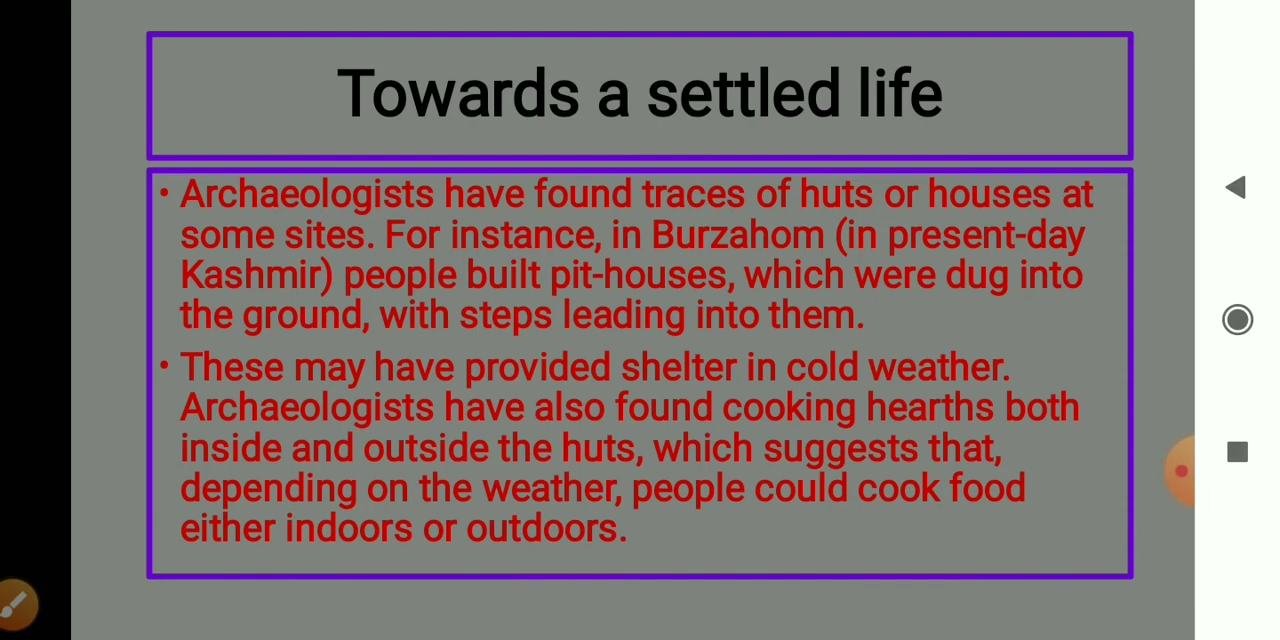 Towards a settled life
• Archaeologists have found traces of huts or houses at
some sites. For instance, in Burzahom (in present-day
Kashmir) people built pit-houses, which were dug into
the ground, with steps leading into them.
• These may have provided shelter in cold weather.
Archaeologists have also found cooking hearths both
inside and outside the huts, which suggests that,
depending on the weather, people could cook food
either indoors or outdoors.